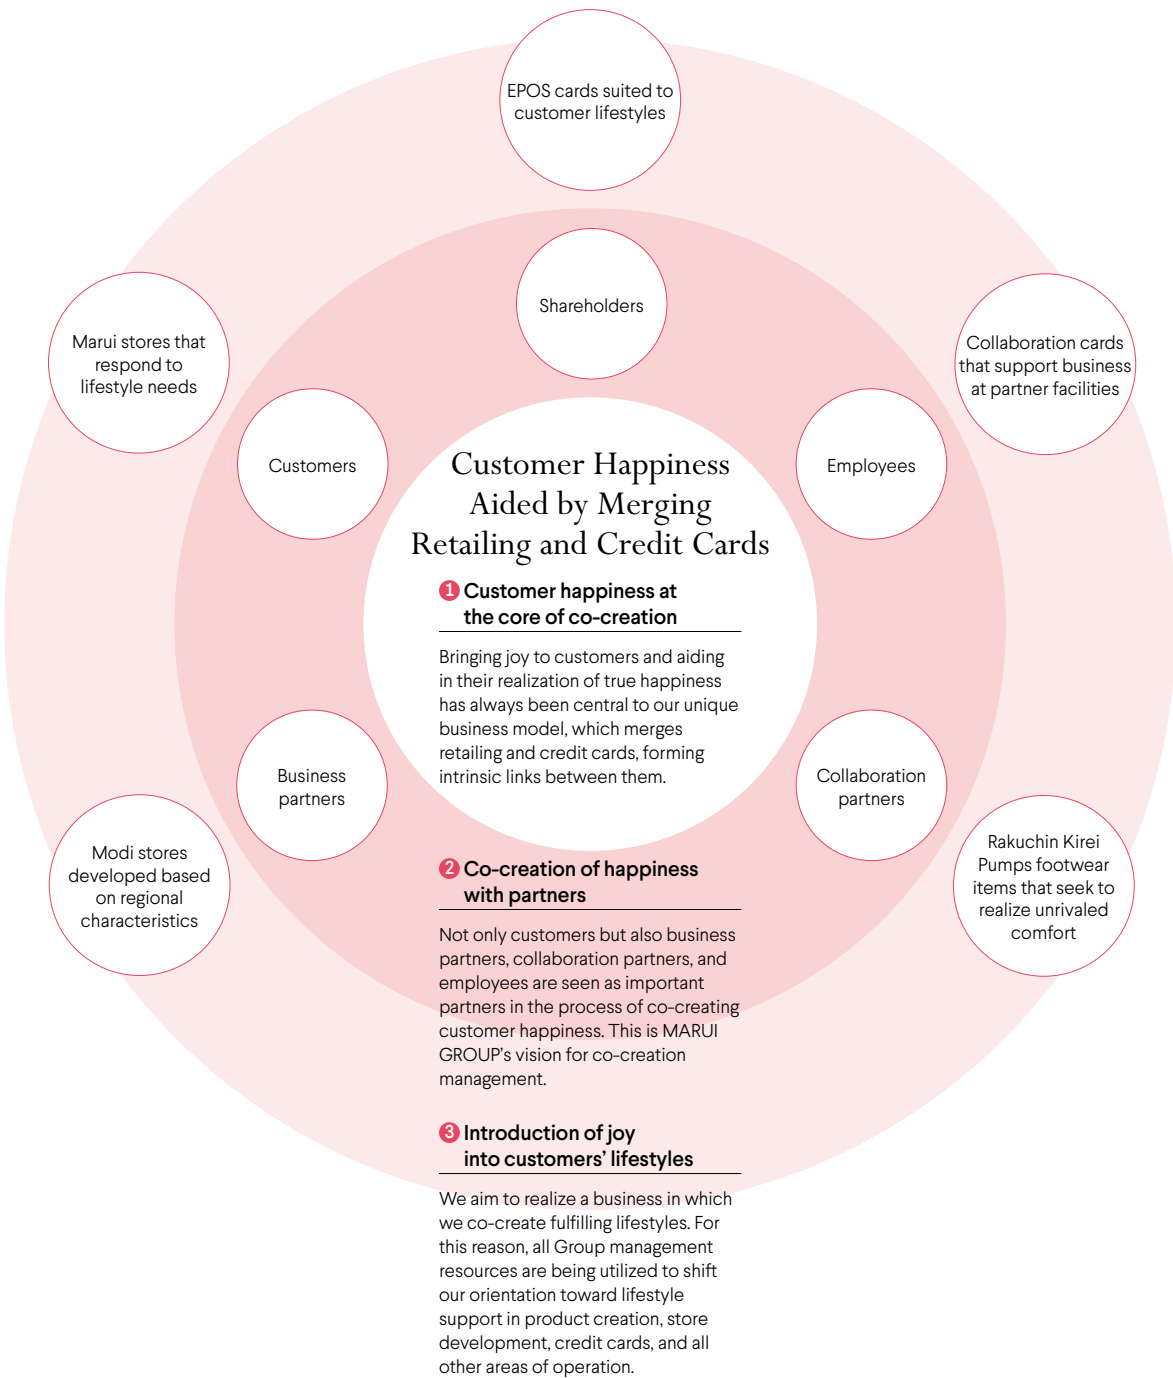 EPOS cards suited to
customer lifestyles
Shareholders
Marui stores that
respond to
lifestyle needs
Collaboration cards
that support business
at partner facilities
Customers
Employees
Customer Happiness
Aided by Merging
Retailing and Credit Cards
1 Customer happiness at
the core of co-creation
Bringing joy to customers and aiding
in their realization of true happiness
has always been central to our unique
business model, which merges
retailing and credit cards, forming
intrinsic links between them.
Business
partners
Collaboration
partners
Modi stores
developed based
on regional
characteristics
Rakuchin Kirei
Pumps footwear
items that seek to
realize unrivaled
comfort
2 Co-creation of happiness
with partners
Not only customers but also business
partners, collaboration partners, and
employees are seen as important
partners in the process of co-creating
customer happiness. This is MARUI
GROUP's vision for co-creation
management.
3 Introduction of joy
into customers' lifestyles
We aim to realize a business in which
we co-create fulfilling lifestyles. For
this reason, all Group management
resources are being utilized to shift
our orientation toward lifestyle
support in product creation, store
development, credit cards, and all
other areas of operation.